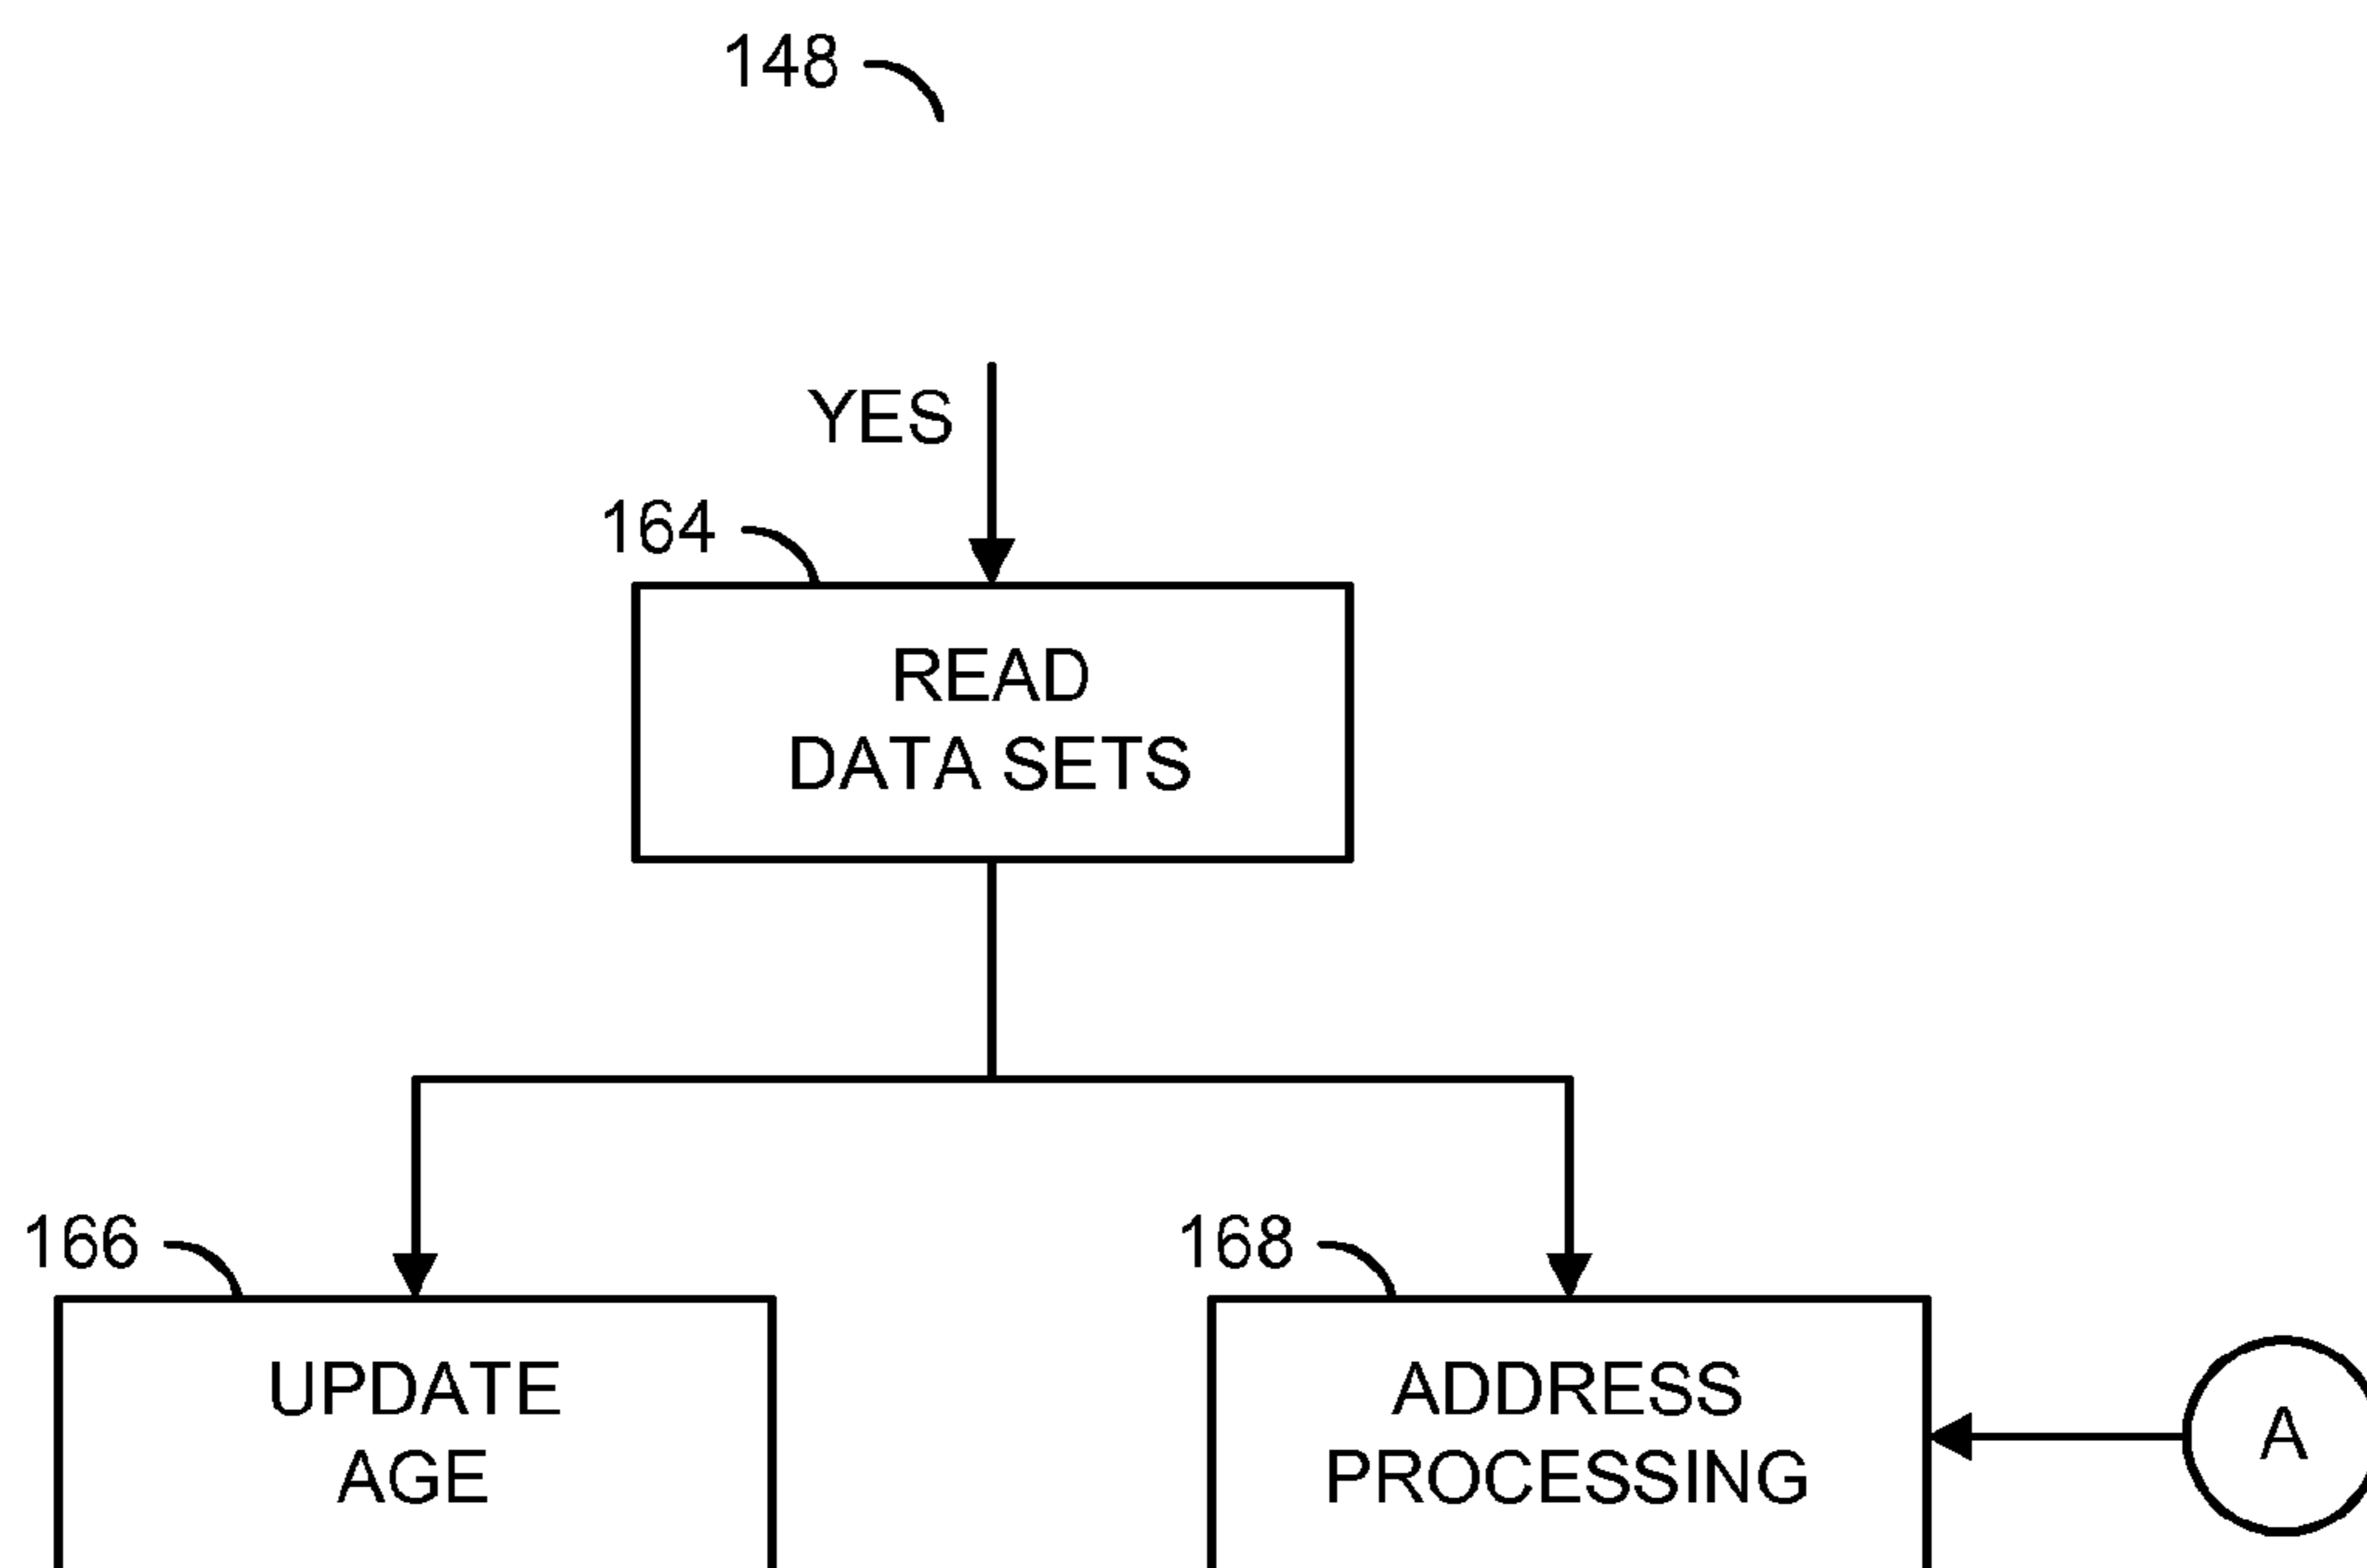 148
YES
164
READ
DATA SETS
166
168
UPDATE
AGE
ADDRESS
PROCESSING
A